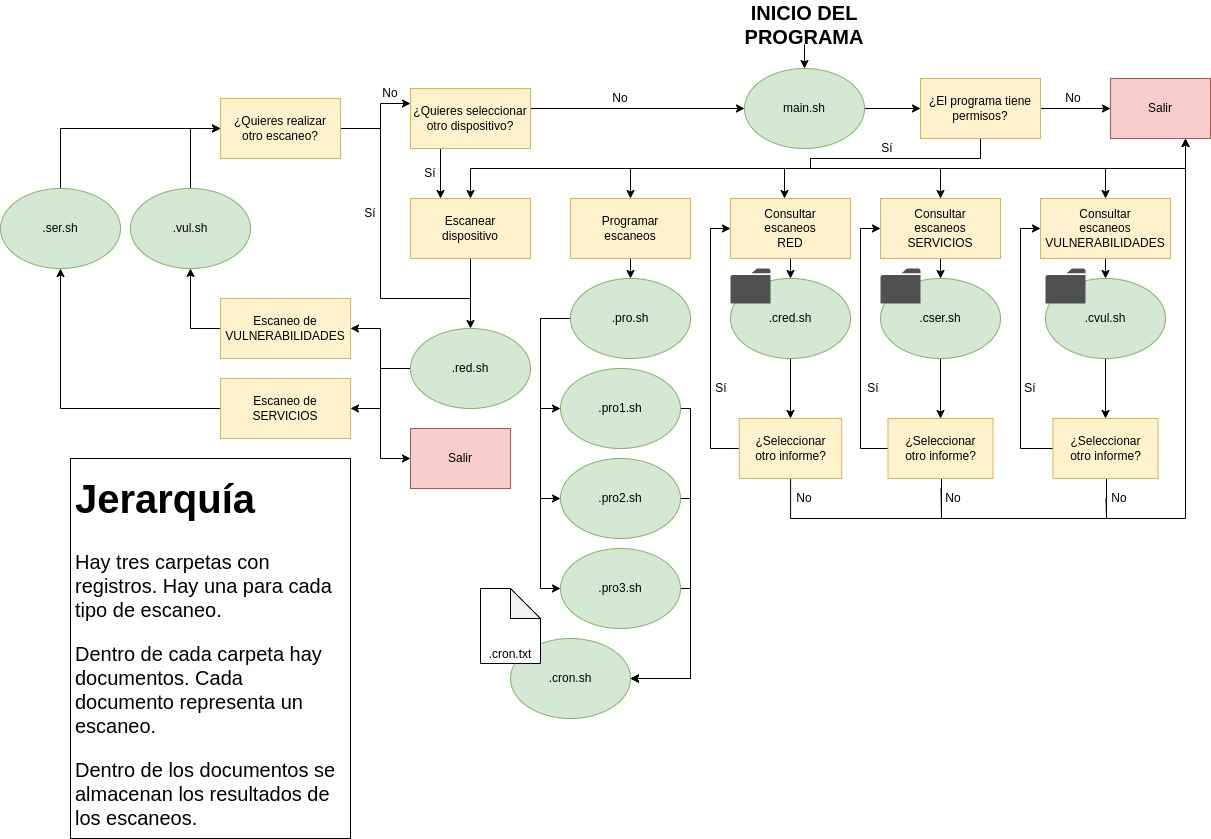 INICIO DEL
PROGRAMA
No
¿Quieres realizar
otro escaneo?
¿Quieres seleccionar
otro dispositivo?
No
main.sh
¿El programa tiene
permisos?
No
Salir
Sí
Sí
Sí
.ser.sh
.vul.sh
Escanear
dispositivo
Programar
escaneos
Consultar
escaneos
RED
Consultar
escaneos
SERVICIOS
Consultar
escaneos
VULNERABILIDADES
Escaneo de
VULNERABILIDADES
.red.sh
.pro.sh
.cred.sh
.cser.sh
.cvul.sh
Escaneo de
SERVICIOS
Sí
Sí
Sí
.pro1.sh
Salir
¿Seleccionar
otro informe?
¿Seleccionar
otro informe?
¿Seleccionar
otro informe?
No
No
No
.pro2.sh
.pro3.sh
.cron.txt
.cron.sh
Jerarquía
Hay tres carpetas con
registros. Hay una para cada
tipo de escaneo.
Dentro de cada carpeta hay
documentos. Cada
documento representa un
escaneo.
Dentro de los documentos se
almacenan los resultados de
los escaneos.